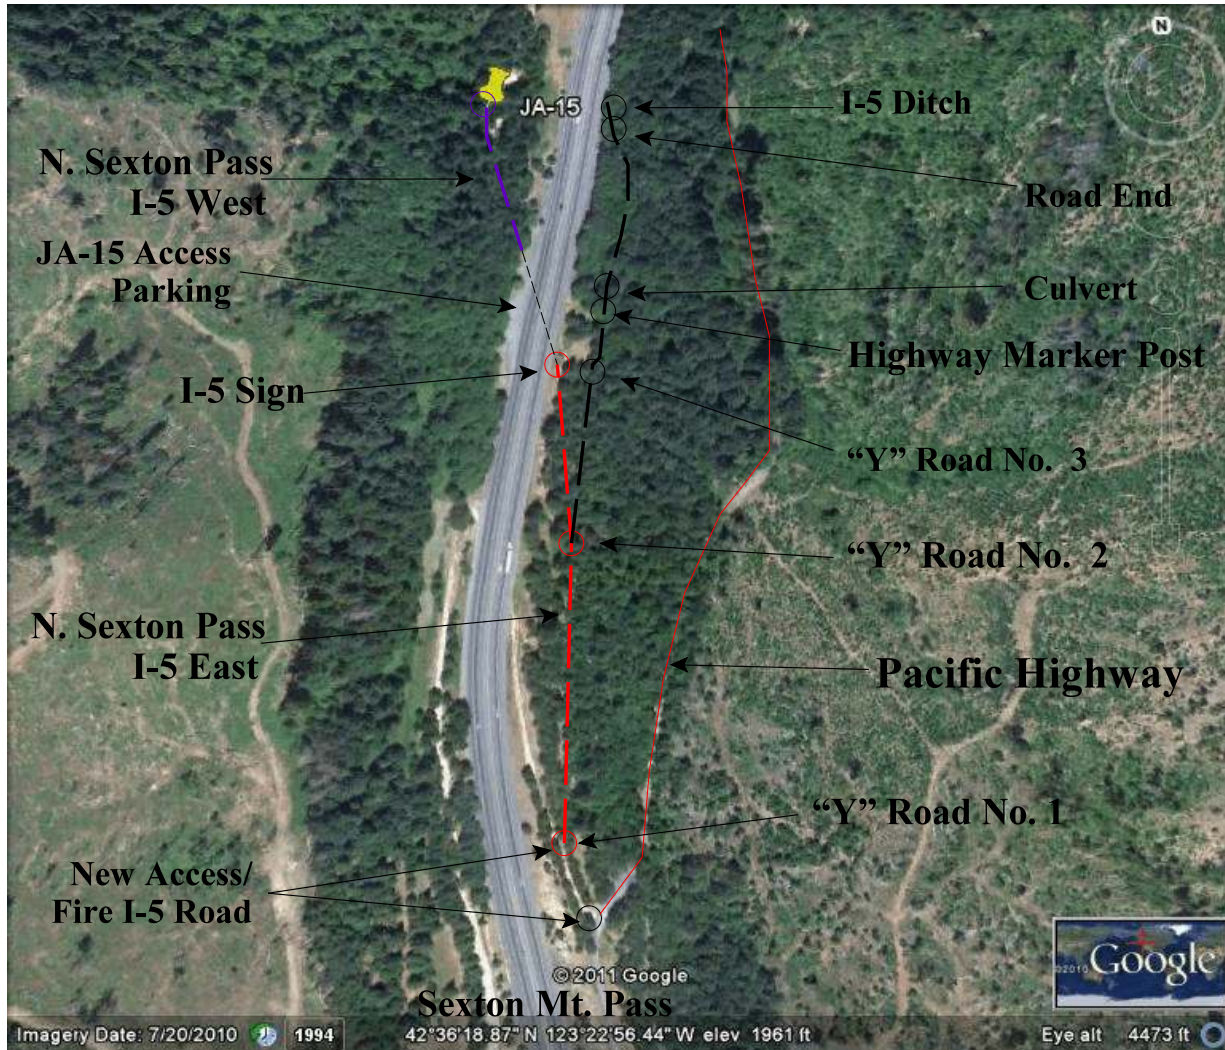 N
JA-15
I-5 Ditch
N. Sexton Pass
I-5 West
Road End
JA-15 Access
Parking
Culvert
Highway Marker Post
I-5 Sign
“Y” Road No. 3
“Y” Road No. 2
N. Sexton Pass
I-5 East
Pacific Highway
“Y” Road No. 1
New Access/
Fire I-5 Road
©2010 Google
© 2011 Google
Sexton Mt. Pass
Imagery Date: 7/20/2010 1994 42°36'18.87" N 123°22'56.44" W elev 1961 ft Eye alt 4473 ft